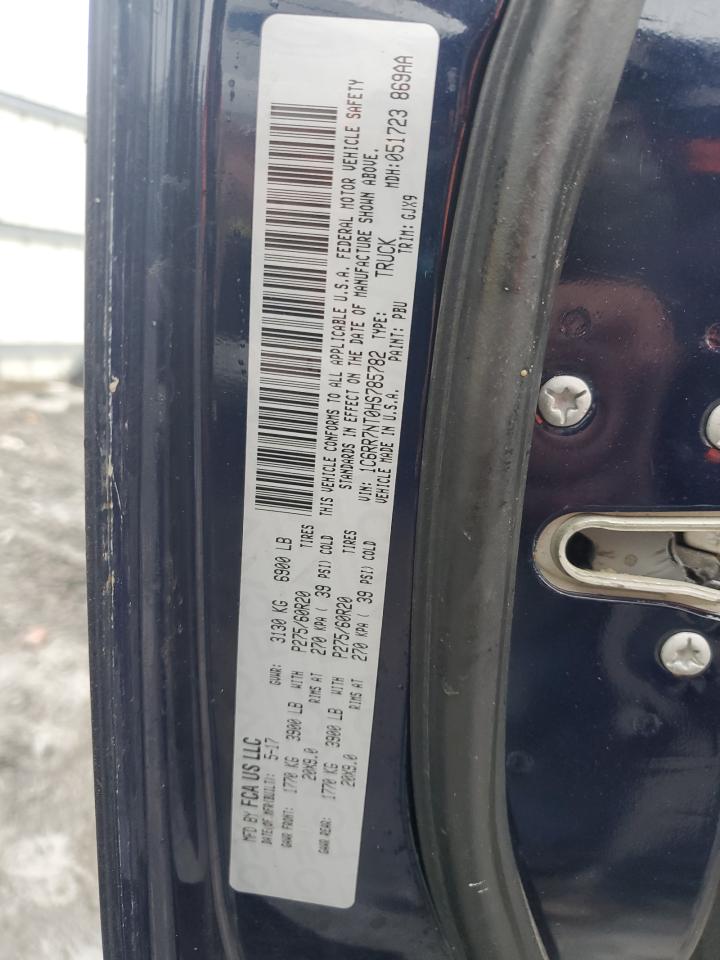 MFD BY FCA US LLC
DATE OF MFR(BUILT): 5-17 GVWR: 3130 KG 6900 LB
GAWR FRONT: 1770 KG 3900 LB WITH P275/60R20 TIRES
20X9.0 RIMS AT 270 KPA ( 39 PSI) COLD
GAWR REAR: 1770 KG 3900 LB WITH P275/60R20 TIRES
20X9.0 RIMS AT 270 KPA ( 39 PSI) COLD
THIS VEHICLE CONFORMS TO ALL APPLICABLE U.S.A. FEDERAL MOTOR VEHICLE SAFETY
STANDARDS IN EFFECT ON THE DATE OF MANUFACTURE SHOWN ABOVE.
VIN: 1C6RR7NT0HS785782 TYPE: TRUCK MDH:051723 869AA
VEHICLE MADE IN U.S.A. PAINT: PBU TRIM: GJX9